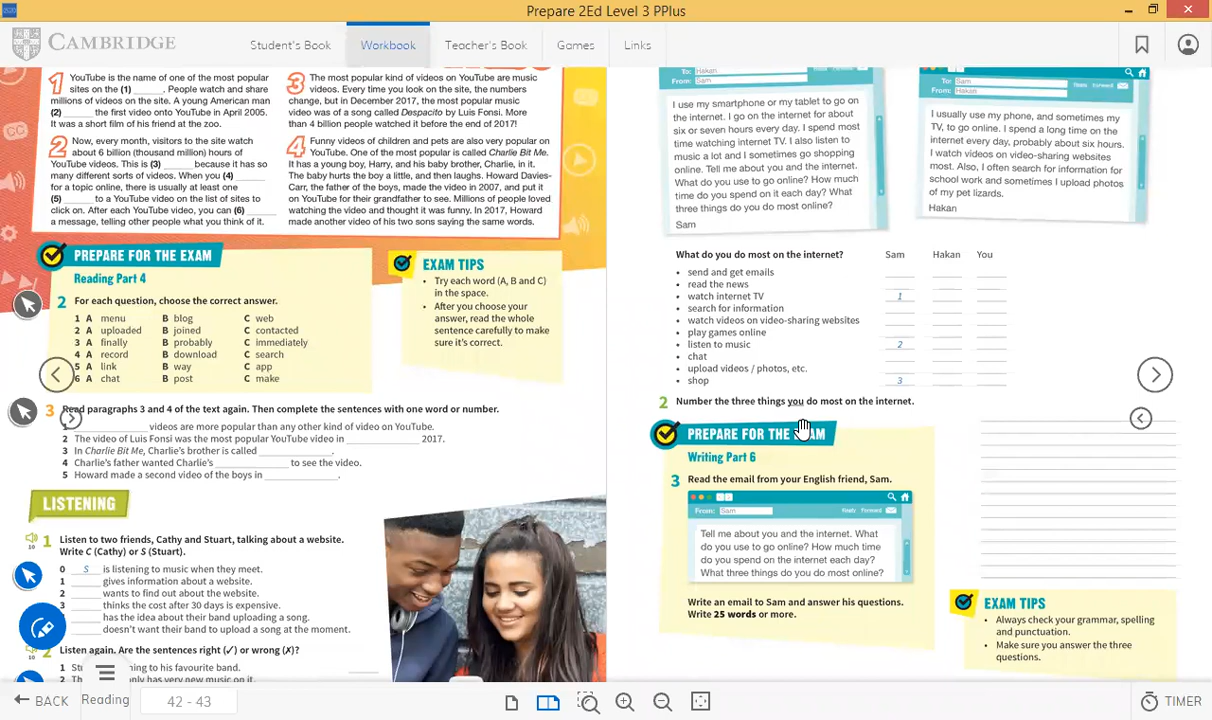 Prepare 2Ed Level 3 PPlus
CAMBRIDGE
Student's Book
Workbook
Teacher's Book
Games
Links
1 YouTube is the name of one of the most popular
sites on the (1) ______. People watch and share
millions of videos on the site. A young American man
(2) ______ the first video onto YouTube in April 2005.
It was a short film of his friend at the zoo.
2 Now, every month, visitors to the site watch
about 6 billion (thousand million) hours of
YouTube videos. This is (3) ______ because it has so
many different sorts of videos. When you (4) ______
for a topic online, there is usually at least one
(5) ______ to a YouTube video on the list of sites to
click on. After each YouTube video, you can (6) ______
a message, telling other people what you think of it.
3 The most popular kind of videos on YouTube are music
videos. Every time you look on the site, the numbers
change, but in December 2017, the most popular music
video was of a song called Despacito by Luis Fonsi. More
than 4 billion people watched it before the end of 2017!
4 Funny videos of children and pets are also very popular on
YouTube. One of the most popular is called Charlie Bit Me.
It has a young boy, Harry, and his baby brother, Charlie, in it.
The baby hurts the boy a little, and then laughs. Howard Davies-
Carr, the father of the boys, made the video in 2007, and put it
on YouTube for their grandfather to see. Millions of people loved
watching the video and thought it was funny. In 2017, Howard
made another video of his two sons saying the same words.
PREPARE FOR THE EXAM
Reading Part 4
2 For each question, choose the correct answer.
1 A menu B blog C web
2 A uploaded B joined C contacted
3 A finally B probably C immediately
4 A record B download C search
5 A link B way C app
6 A chat B post C make
EXAM TIPS
• Try each word (A, B and C)
in the space.
• After you choose your
answer, read the whole
sentence carefully to make
sure it's correct.
3 Read paragraphs 3 and 4 of the text again. Then complete the sentences with one word or number.
1 ______ videos are more popular than any other kind of video on YouTube.
2 The video of Luis Fonsi was the most popular YouTube video in ______ 2017.
3 In Charlie Bit Me, Charlie's brother is called ______.
4 Charlie's father wanted Charlie's ______ to see the video.
5 Howard made a second video of the boys in ______.
LISTENING
10
1 Listen to two friends, Cathy and Stuart, talking about a website.
Write C (Cathy) or S (Stuart).
0 S is listening to music when they meet.
1 ______ gives information about a website.
2 ______ wants to find out about the website.
3 ______ thinks the cost after 30 days is expensive.
______ has the idea about their band uploading a song.
______ doesn't want their band to upload a song at the moment.
2 Listen again. Are the sentences right (✓) or wrong (✗)?
To: Hakan
From: Sam
I use my smartphone or my tablet to go on
the internet. I go on the internet for about
six or seven hours every day. I spend most
time watching internet TV. I also listen to
music a lot and I sometimes go shopping
online. Tell me about you and the internet.
What do you use to go online? How much
time do you spend on it each day? What
three things do you do most online?
Sam
To: Sam
From: Hakan
I usually use my phone, and sometimes my
TV, to go online. I spend a long time on the
internet every day, probably about six hours.
I watch videos on video-sharing websites
most. Also, I often search for information for
school work and sometimes I upload photos
of my pet lizards.
Hakan
What do you do most on the internet? Sam Hakan You
• send and get emails
• read the news
• watch internet TV 1
• search for information
• watch videos on video-sharing websites
• play games online
• listen to music 2
• chat
• upload videos / photos, etc.
• shop 3
2 Number the three things you do most on the internet.
PREPARE FOR THE EXAM
Writing Part 6
3 Read the email from your English friend, Sam.
From: Sam
Reply Forward
Tell me about you and the internet. What
do you use to go online? How much time
do you spend on the internet each day?
What three things do you do most online?
Write an email to Sam and answer his questions.
Write 25 words or more.
EXAM TIPS
• Always check your grammar, spelling
and punctuation.
• Make sure you answer the three
questions.
BACK
Reading
42 - 43
TIMER